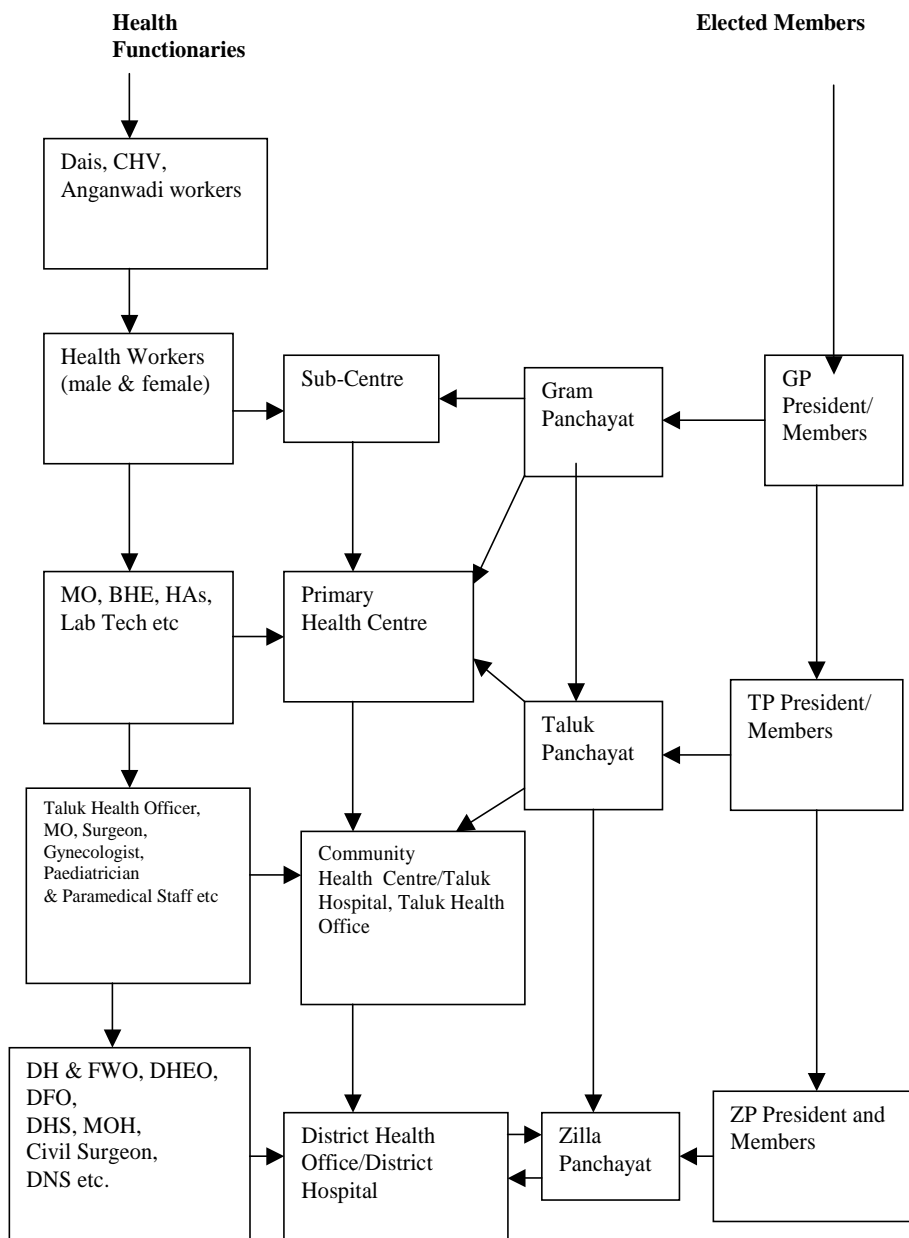 Health
Functionaries
Elected Members
Dais, CHV,
Anganwadi workers
Health Workers
(male & female)
Sub-Centre
Gram
Panchayat
GP
President/
Members
MO, BHE, HAs,
Lab Tech etc
Primary
Health Centre
Taluk
Panchayat
TP President/
Members
Taluk Health Officer,
MO, Surgeon,
Gynecologist,
Paediatrician
& Paramedical Staff etc
Community
Health Centre/Taluk
Hospital, Taluk Health
Office
DH & FWO, DHEO,
DFO,
DHS, MOH,
Civil Surgeon,
DNS etc.
District Health
Office/District
Hospital
Zilla
Panchayat
ZP President and
Members